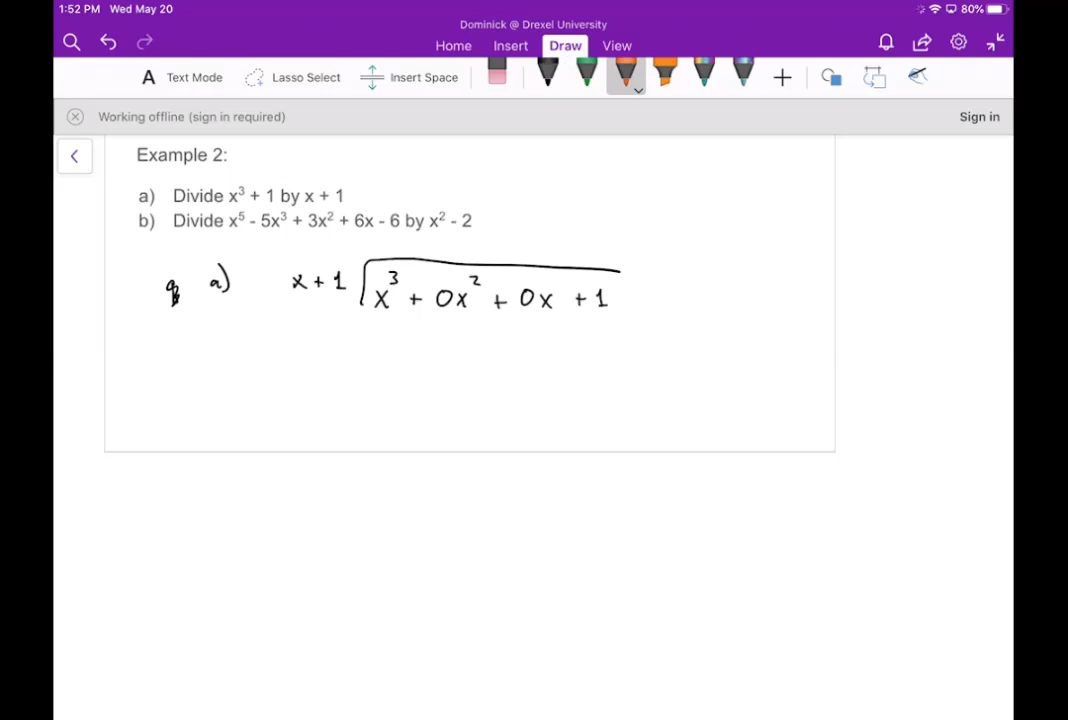 1:52 PM Wed May 20
80%
Dominick @ Drexel University
Home Insert Draw View
A Text Mode Lasso Select Insert Space
Working offline (sign in required) Sign in
Example 2:
a) Divide x³ + 1 by x + 1
b) Divide x⁵ - 5x³ + 3x² + 6x - 6 by x² - 2
a) x + 1 x³ + 0x² + 0x + 1